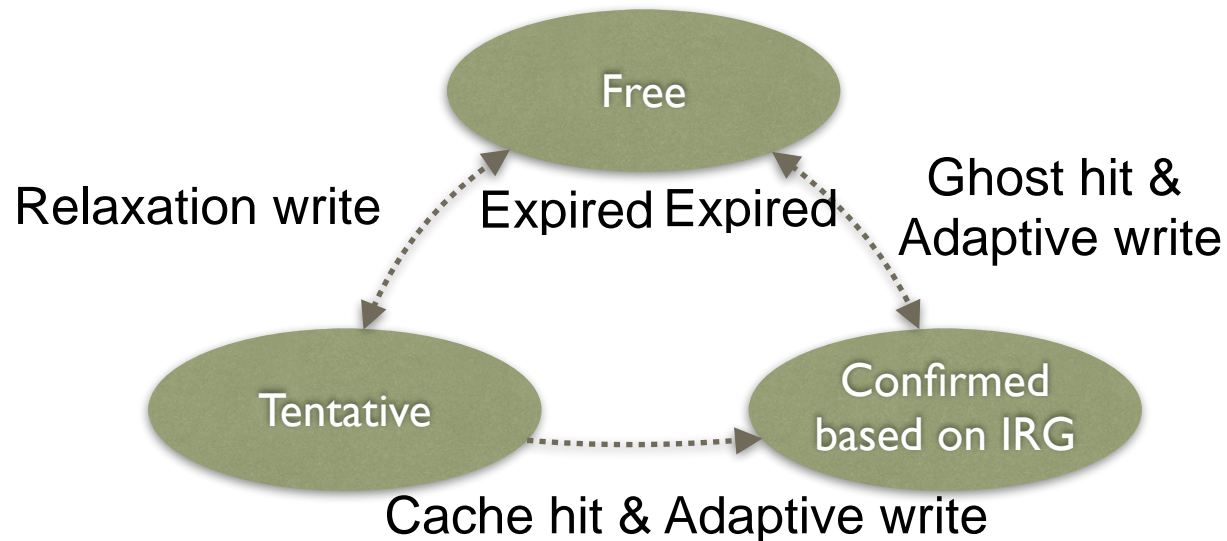 Free
Relaxation write
Expired
Expired
Ghost hit &
Adaptive write
Tentative
Confirmed
based on IRG
Cache hit & Adaptive write